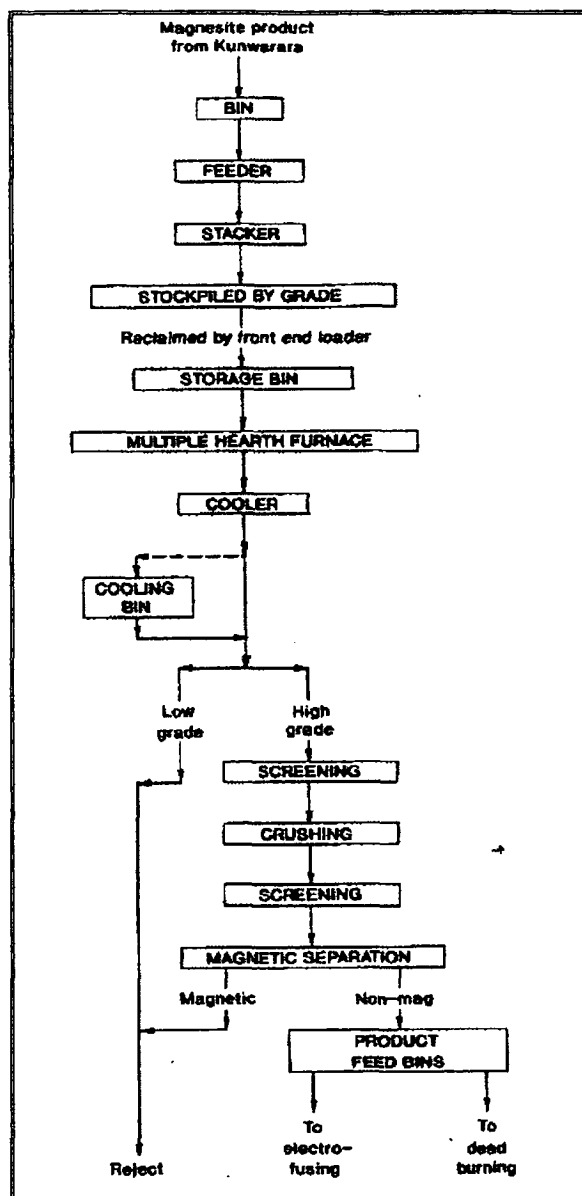 Magnesite product
from Kunwarara
BIN
FEEDER
STACKER
STOCKPILED BY GRADE
Reclaimed by front end loader
STORAGE BIN
MULTIPLE HEARTH FURNACE
COOLER
COOLING
BIN
Low
grade
High
grade
SCREENING
CRUSHING
SCREENING
MAGNETIC SEPARATION
Magnetic
Non-mag
PRODUCT
FEED BINS
To
electro-
fusing
To
dead
burning
Reject